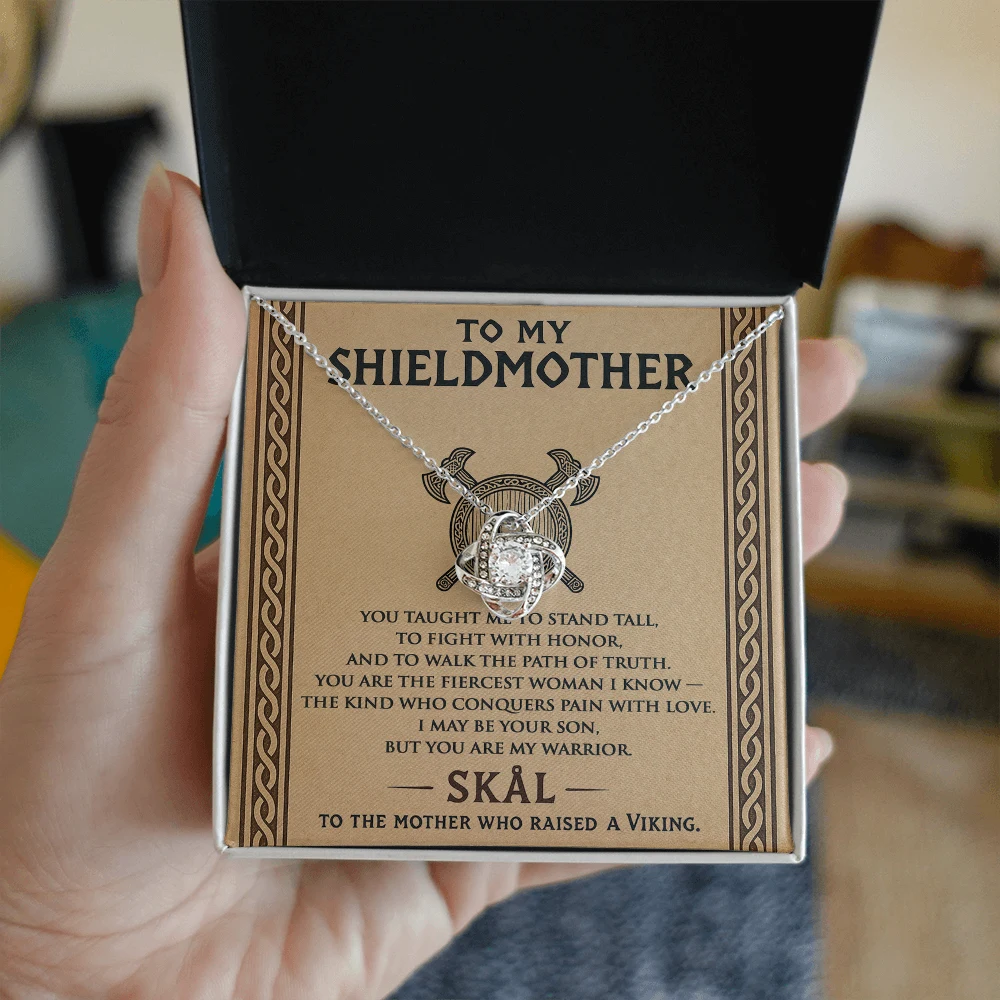 TO MY
SHIELDMOTHER
YOU TAUGHT ME TO STAND TALL,
TO FIGHT WITH HONOR,
AND TO WALK THE PATH OF TRUTH.
YOU ARE THE FIERCEST WOMAN I KNOW —
THE KIND WHO CONQUERS PAIN WITH LOVE.
I MAY BE YOUR SON,
BUT YOU ARE MY WARRIOR.
— SKÅL —
TO THE MOTHER WHO RAISED A VIKING.